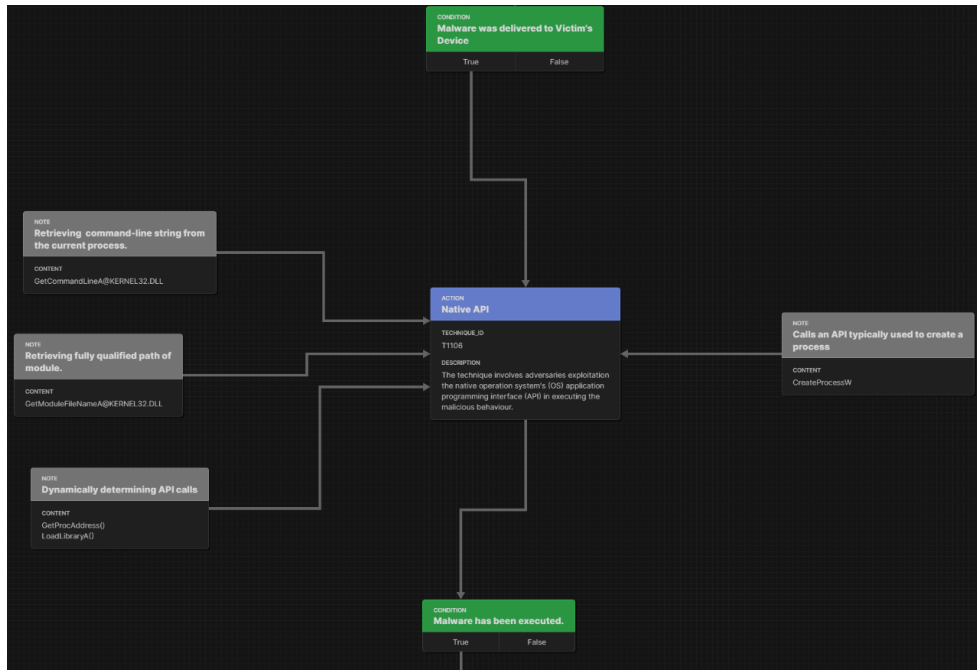 CONDITION
Malware was delivered to Victim's
Device
True False
NOTE
Retrieving command-line string from
the current process.
CONTENT
GetCommandLineA@KERNEL32.DLL
NOTE
Retrieving fully qualified path of
module.
CONTENT
GetModuleFileNameA@KERNEL32.DLL
NOTE
Dynamically determining API calls
CONTENT
GetProcAddress()
LoadLibraryA()
ACTION
Native API
TECHNIQUE_ID
T1106
DESCRIPTION
The technique involves adversaries exploitation
the native operation system's (OS) application
programming interface (API) in executing the
malicious behaviour.
NOTE
Calls an API typically used to create a
process
CONTENT
CreateProcessW
CONDITION
Malware has been executed.
True False